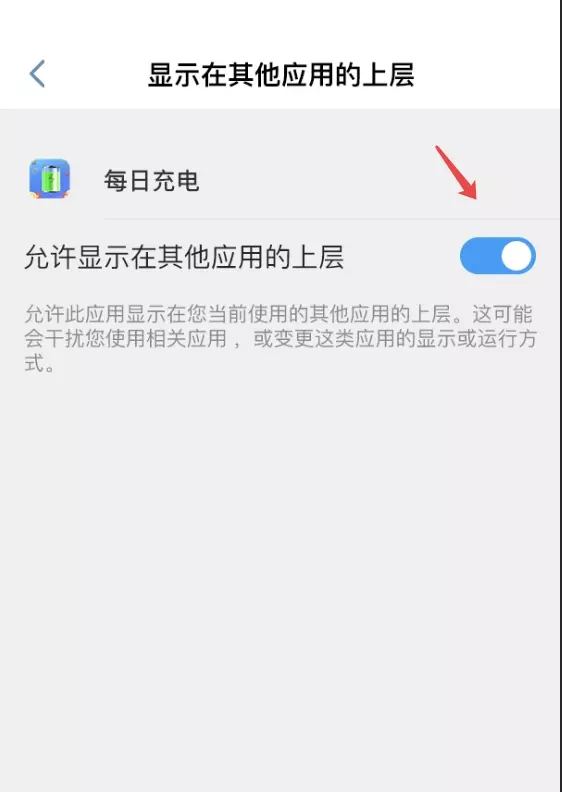 显示在其他应用的上层
每日充电
允许显示在其他应用的上层
允许此应用显示在您当前使用的其他应用的上层。这可能
会干扰您使用相关应用，或变更这类应用的显示或运行方
式。